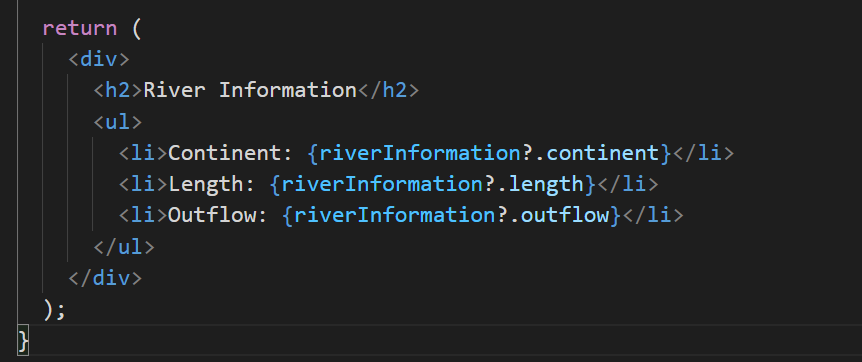 return (
<div>
<h2>River Information</h2>
<ul>
<li>Continent: {riverInformation?.continent}</li>
<li>Length: {riverInformation?.length}</li>
<li>Outflow: {riverInformation?.outflow}</li>
</ul>
</div>
);
}